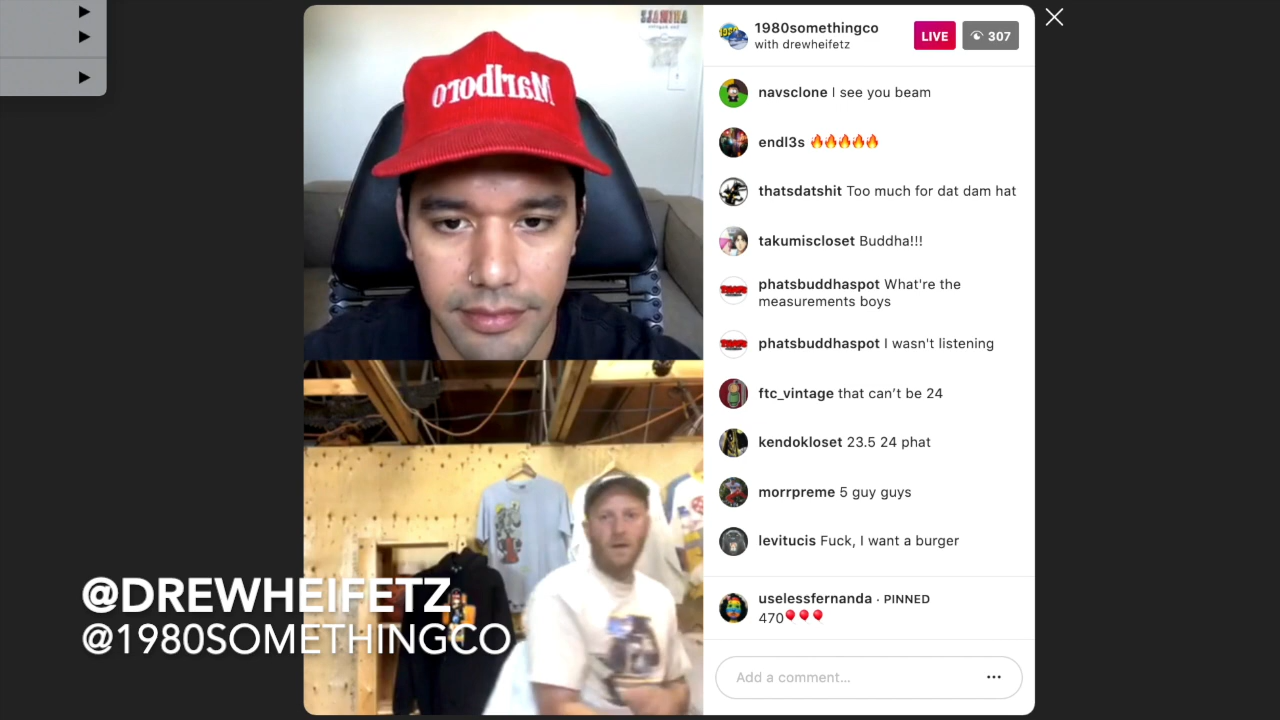 Marlboro
1980somethingco
with drewheifetz
LIVE
307
navsclone I see you beam
endl3s 🔥🔥🔥🔥🔥
thatsdatshit Too much for dat dam hat
takumiscloset Buddha!!!
phatsbuddhaspot What're the
measurements boys
phatsbuddhaspot I wasn't listening
ftc_vintage that can't be 24
kendokloset 23.5 24 phat
morrpreme 5 guy guys
levitucis Fuck, I want a burger
uselessfernanda · PINNED
470🎈🎈🎈
Add a comment...
@DREWHEIFETZ
@1980SOMETHINGCO